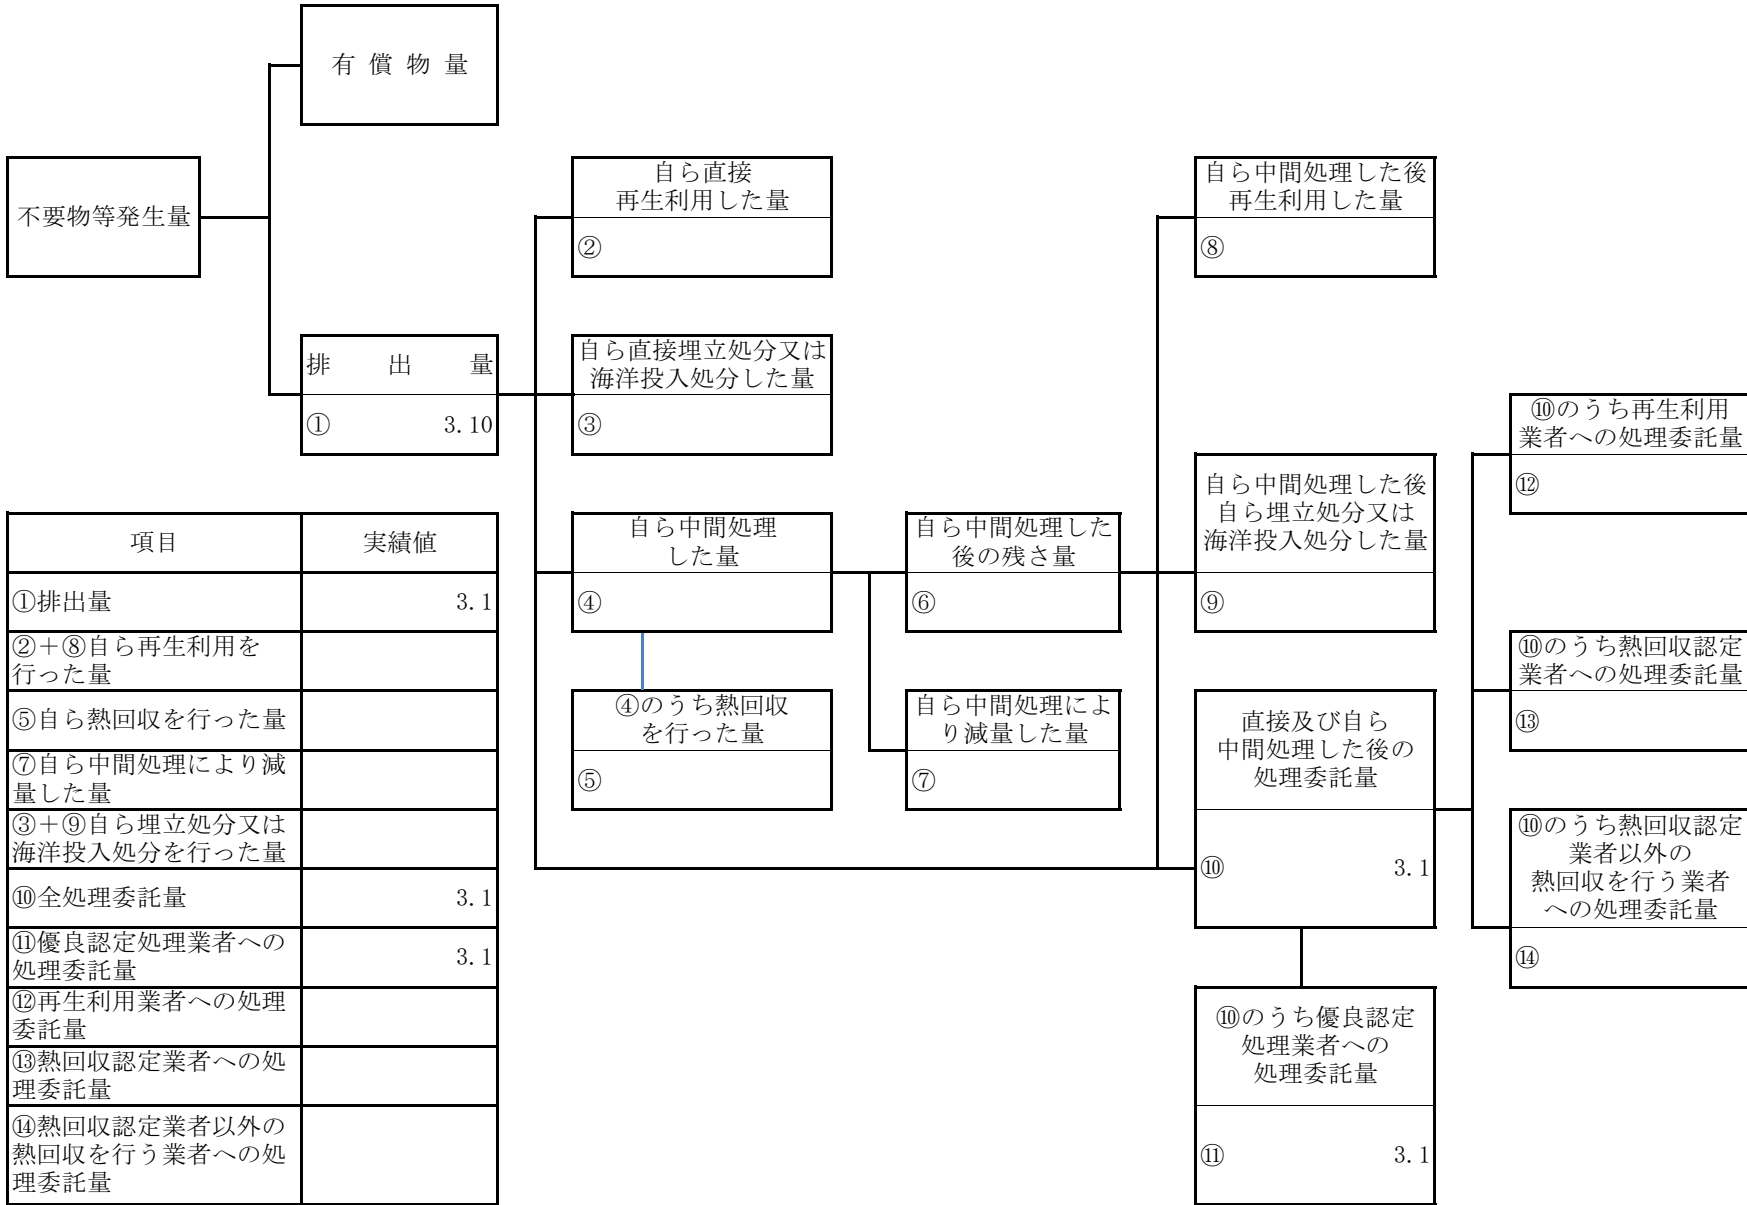 有償物量
不要物等発生量
排出量
① 3.10
自ら直接
再生利用した量
②
自ら直接埋立処分又は
海洋投入処分した量
③
自ら中間処理
した量
④
④のうち熱回収
を行った量
⑤
自ら中間処理した
後の残さ量
⑥
自ら中間処理によ
り減量した量
⑦
自ら中間処理した後
再生利用した量
⑧
自ら中間処理した後
自ら埋立処分又は
海洋投入処分した量
⑨
直接及び自ら
中間処理した後の
処理委託量
⑩ 3.1
⑩のうち優良認定
処理業者への
処理委託量
⑪ 3.1
⑩のうち再生利用
業者への処理委託量
⑫
⑩のうち熱回収認定
業者への処理委託量
⑬
⑩のうち熱回収認定
業者以外の
熱回収を行う業者
への処理委託量
⑭
項目 実績値
①排出量 3.1
②+⑧自ら再生利用を
行った量
⑤自ら熱回収を行った量
⑦自ら中間処理により減
量した量
③+⑨自ら埋立処分又は
海洋投入処分を行った量
⑩全処理委託量 3.1
⑪優良認定処理業者への
処理委託量 3.1
⑫再生利用業者への処理
委託量
⑬熱回収認定業者への処
理委託量
⑭熱回収認定業者以外の
熱回収を行う業者への処
理委託量